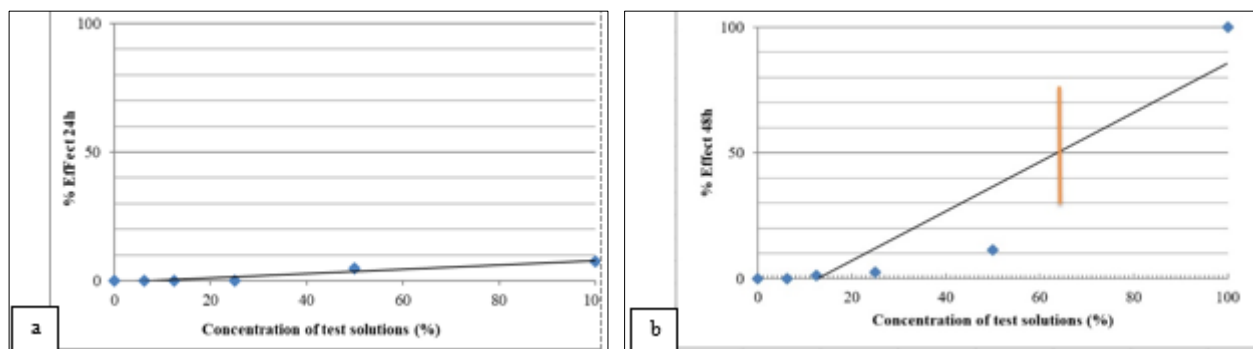 100
50
0
% EfFect 24h
0 20 40 60 80 100
Concentration of test solutions (%)
a
100
50
0
% Effect 48h
0 20 40 60 80 100
Concentration of test solutions (%)
b